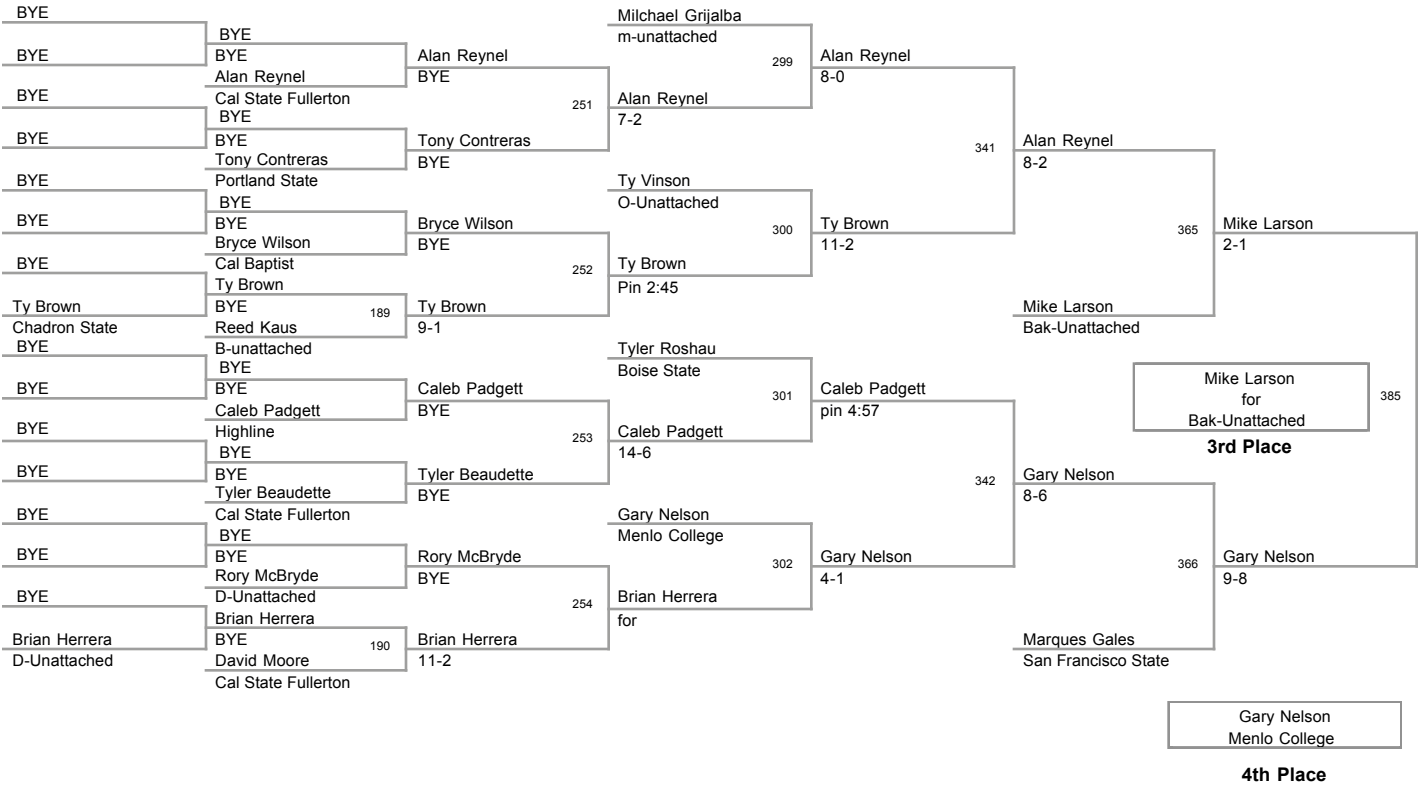 BYE
BYE
BYE
BYE
BYE
BYE
BYE
Ty Brown
Chadron State
BYE
BYE
BYE
BYE
BYE
BYE
BYE
Brian Herrera
D-Unattached
BYE
BYE
Alan Reynel
Cal State Fullerton
BYE
BYE
Tony Contreras
Portland State
BYE
BYE
Bryce Wilson
Cal Baptist
Ty Brown
BYE
189
Reed Kaus
B-unattached
BYE
BYE
Caleb Padgett
Highline
BYE
BYE
Tyler Beaudette
Cal State Fullerton
BYE
BYE
Rory McBryde
D-Unattached
Brian Herrera
BYE
190
David Moore
Cal State Fullerton
Alan Reynel
BYE
251
Tony Contreras
BYE
Bryce Wilson
BYE
252
Ty Brown
9-1
Caleb Padgett
BYE
253
Tyler Beaudette
BYE
Rory McBryde
BYE
254
Brian Herrera
11-2
Milchael Grijalba
m-unattached
299
Alan Reynel
7-2
Ty Vinson
O-Unattached
300
Ty Brown
Pin 2:45
Tyler Roshau
Boise State
301
Caleb Padgett
14-6
Gary Nelson
Menlo College
302
Brian Herrera
for
Alan Reynel
8-0
341
Ty Brown
11-2
Caleb Padgett
pin 4:57
342
Gary Nelson
4-1
Alan Reynel
8-2
365
Mike Larson
Bak-Unattached
Gary Nelson
8-6
366
Marques Gales
San Francisco State
Mike Larson
2-1
Mike Larson
for
Bak-Unattached
385
3rd Place
Gary Nelson
9-8
Gary Nelson
Menlo College
4th Place